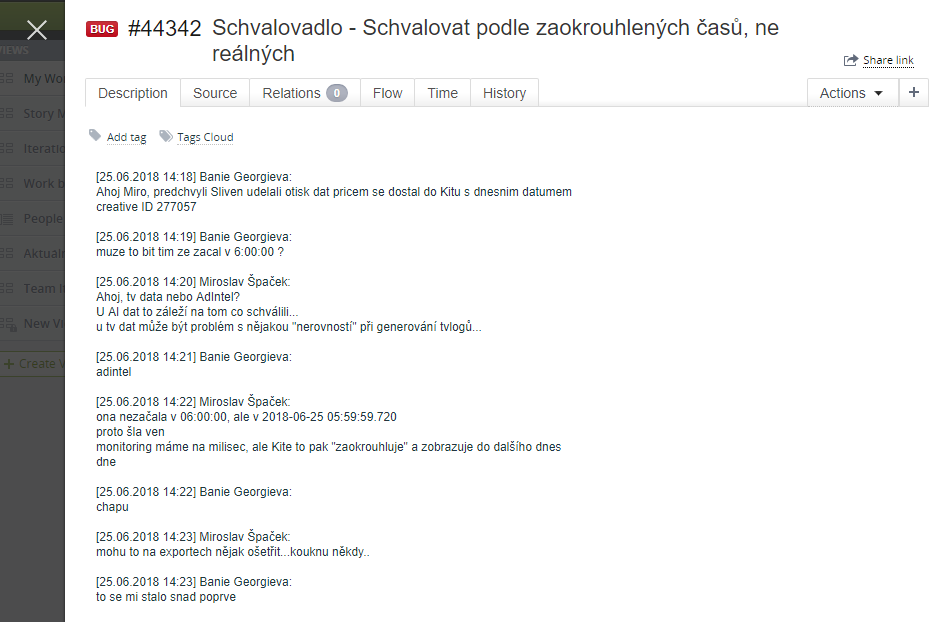 BUG #44342 Schvalovadlo - Schvalovat podle zaokrouhlených časů, ne
reálných
Share link
Description Source Relations 0 Flow Time History Actions +
Add tag Tags Cloud
VIEWS
My
Story
Work
People
Team
New
+ Create
[25.06.2018 14:18] Banie Georgieva:
Ahoj Miro, predchvyli Sliven udelali otisk dat pricem se dostal do Kitu s dnesnim datumem
creative ID 277057
[25.06.2018 14:19] Banie Georgieva:
muze to bit tim ze zacal v 6:00:00 ?
[25.06.2018 14:20] Miroslav Špaček:
Ahoj, tv data nebo AdIntel?
U AI dat to záleží na tom co schválili...
u tv dat může být problém s nějakou "nerovností" při generování tvlogů...
[25.06.2018 14:21] Banie Georgieva:
adintel
[25.06.2018 14:22] Miroslav Špaček:
ona nezačala v 06:00:00, ale v 2018-06-25 05:59:59.720
proto šla ven
monitoring máme na milisec, ale Kite to pak "zaokrouhluje" a zobrazuje do dalšího dnes
dne
[25.06.2018 14:22] Banie Georgieva:
chapu
[25.06.2018 14:23] Miroslav Špaček:
mohu to na exportech nějak ošetřit...kouknu někdy..
[25.06.2018 14:23] Banie Georgieva:
to se mi stalo snad poprve